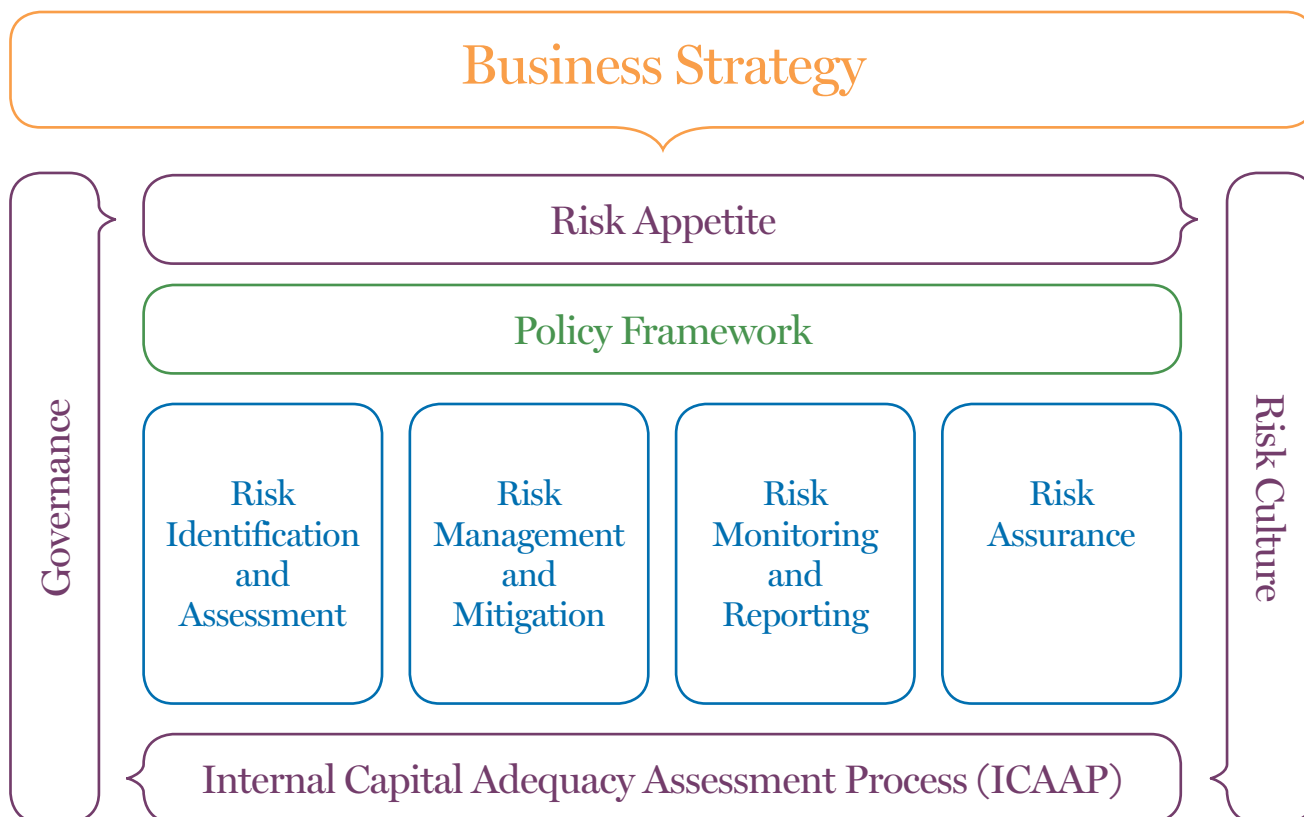 Business Strategy
Risk Appetite
Policy Framework
Governance
Risk
Identification
and
Assessment
Risk
Management
and
Mitigation
Risk
Monitoring
and
Reporting
Risk
Assurance
Risk Culture
Internal Capital Adequacy Assessment Process (ICAAP)